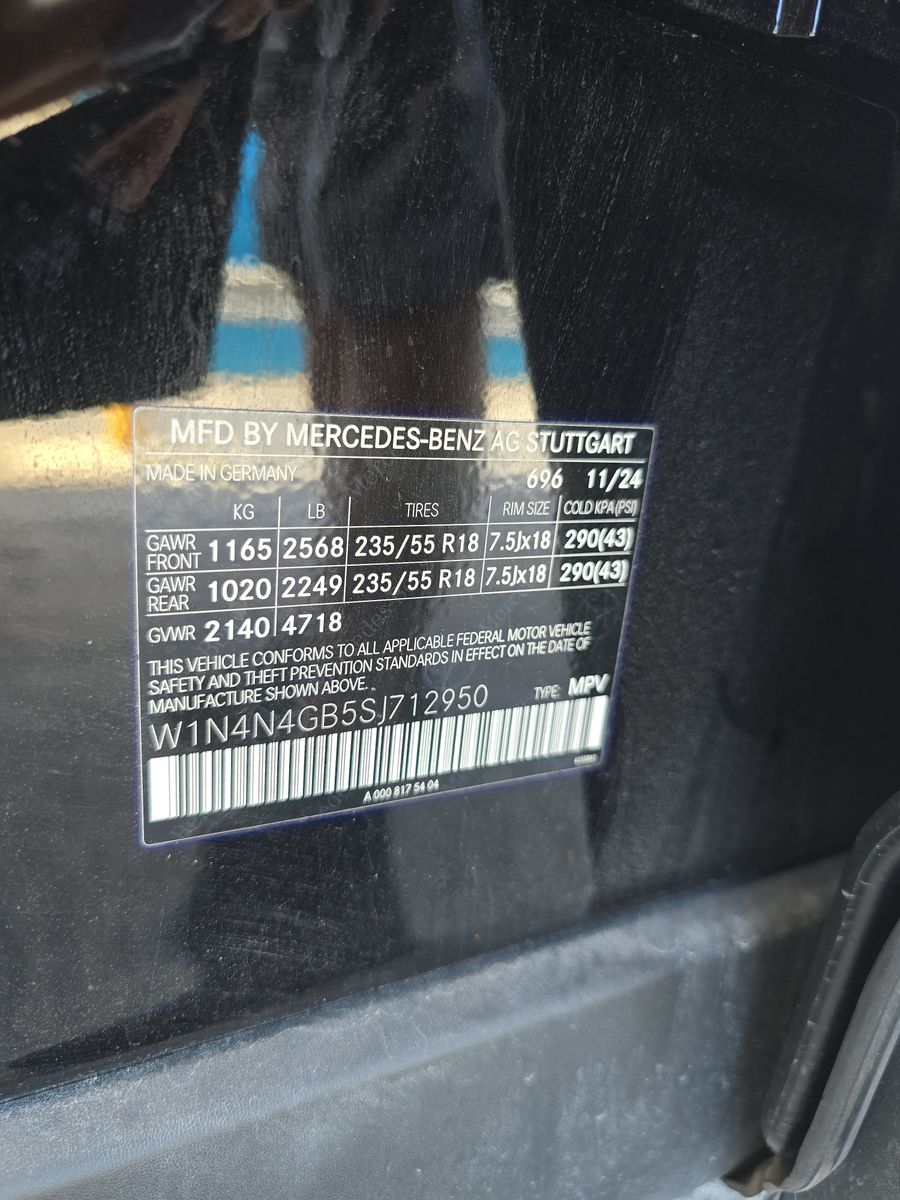 MFD BY MERCEDES-BENZ AG STUTTGART
MADE IN GERMANY 696 11/24
KG LB TIRES RIM SIZE COLD KPA (PSI)
GAWR FRONT 1165 2568 235/55 R18 7.5Jx18 290(43)
GAWR REAR 1020 2249 235/55 R18 7.5Jx18 290(43)
GVWR 2140 4718
THIS VEHICLE CONFORMS TO ALL APPLICABLE FEDERAL MOTOR VEHICLE
SAFETY AND THEFT PREVENTION STANDARDS IN EFFECT ON THE DATE OF
MANUFACTURE SHOWN ABOVE.
W1N4N4GB5SJ712950 TYPE: MPV
A 000 817 54 04